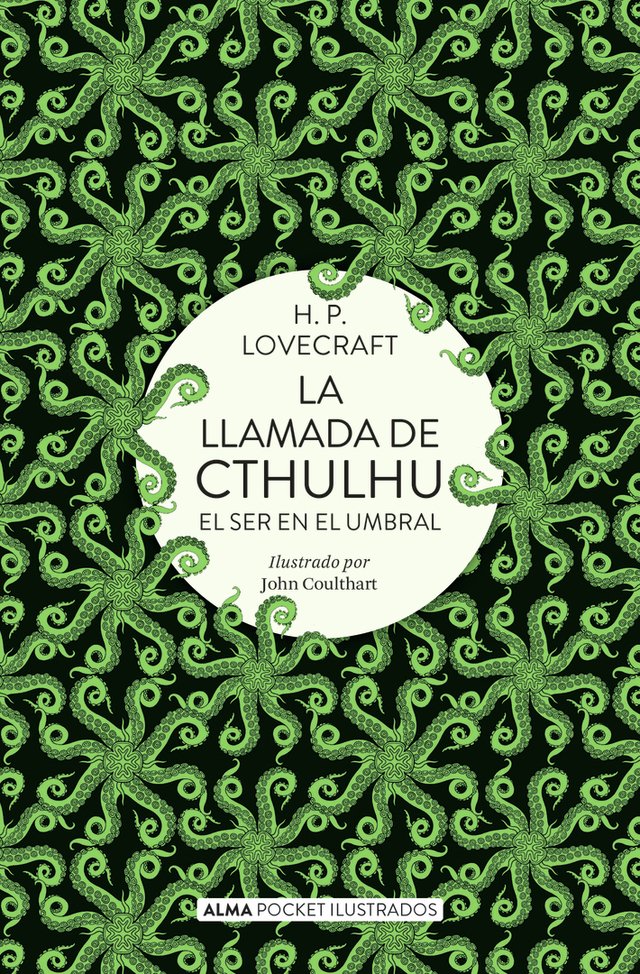 H. P.
LOVECRAFT
LA
LLAMADA DE
CTHULHU
EL SER EN EL UMBRAL
Ilustrado por
John Coulthart
ALMA POCKET ILUSTRADOS